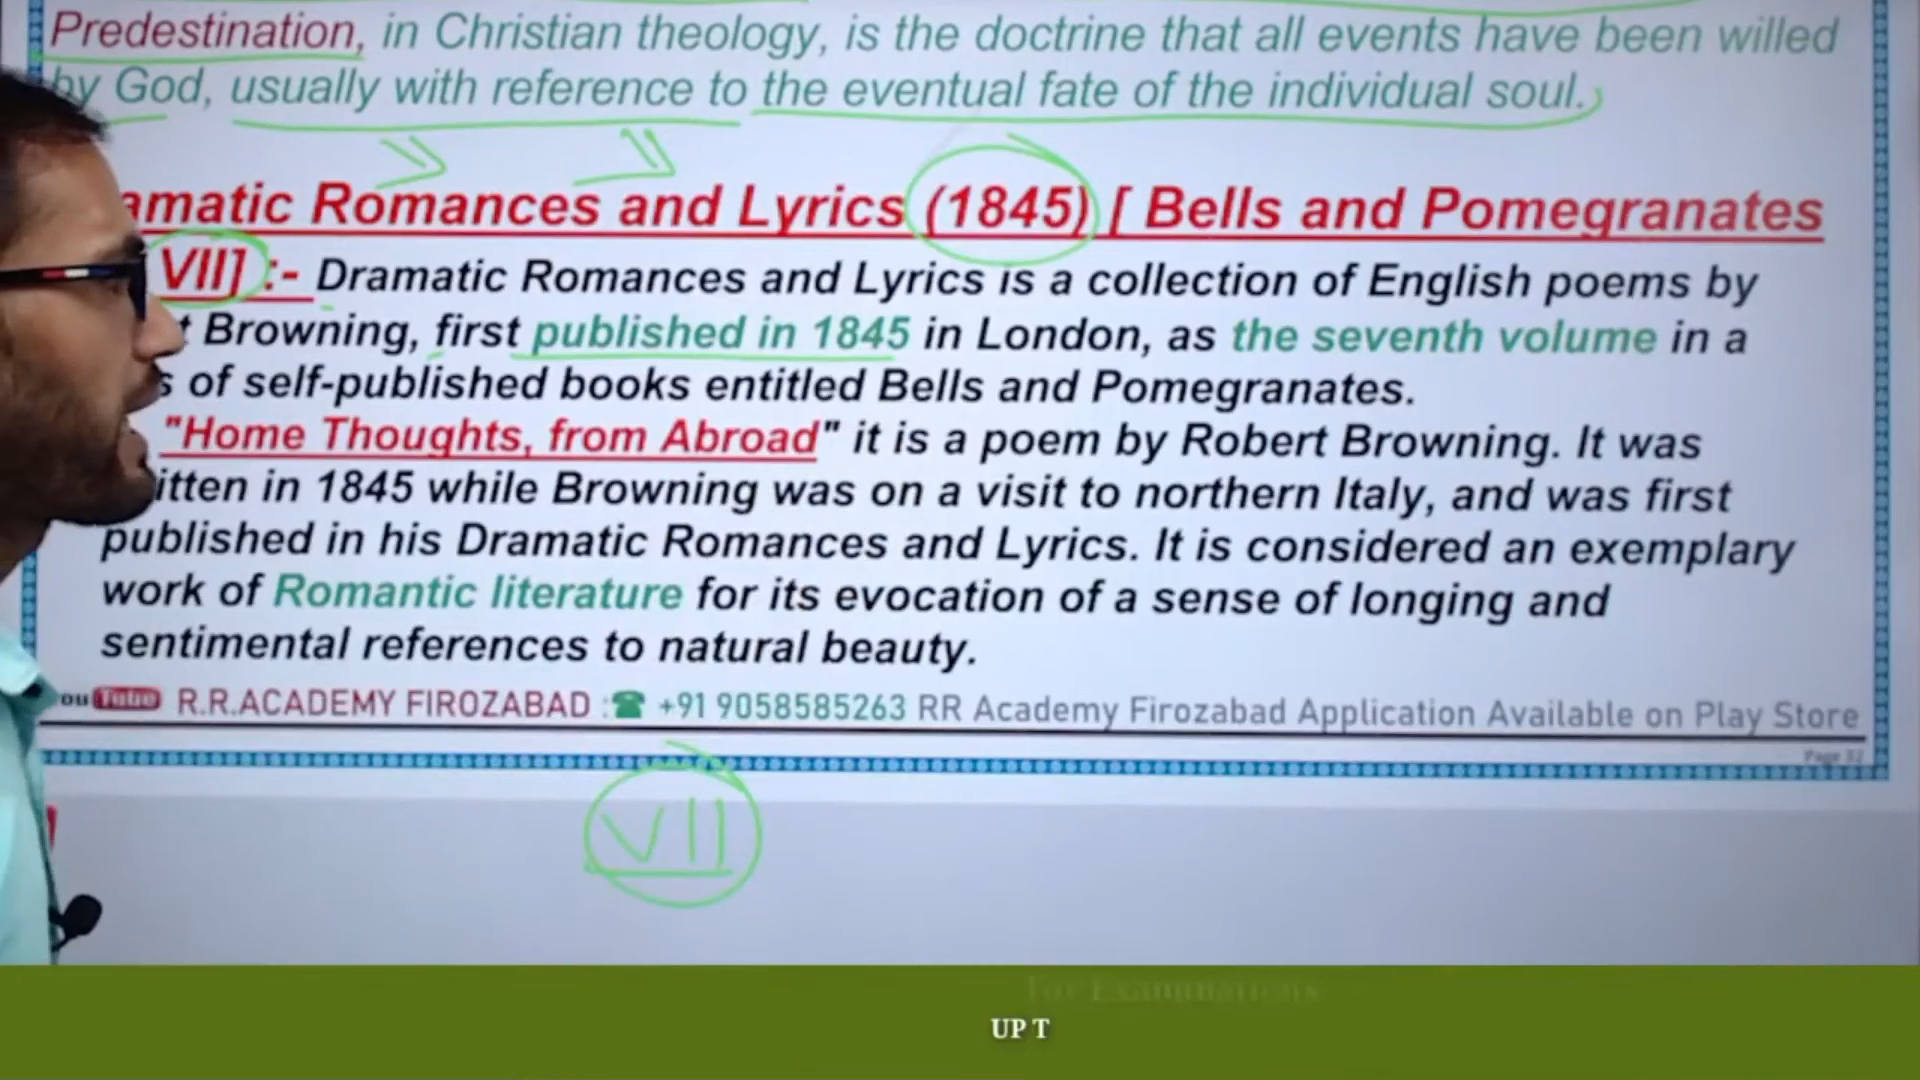 Predestination, in Christian theology, is the doctrine that all events have been willed
by God, usually with reference to the eventual fate of the individual soul.
amatic Romances and Lyrics (1845) [ Bells and Pomegranates
VII] :- Dramatic Romances and Lyrics is a collection of English poems by
t Browning, first published in 1845 in London, as the seventh volume in a
s of self-published books entitled Bells and Pomegranates.
"Home Thoughts, from Abroad" it is a poem by Robert Browning. It was
itten in 1845 while Browning was on a visit to northern Italy, and was first
published in his Dramatic Romances and Lyrics. It is considered an exemplary
work of Romantic literature for its evocation of a sense of longing and
sentimental references to natural beauty.
ou Tube R.R.ACADEMY FIROZABAD : +91 9058585263 RR Academy Firozabad Application Available on Play Store
Page 32
VII
For Examinations
UP T